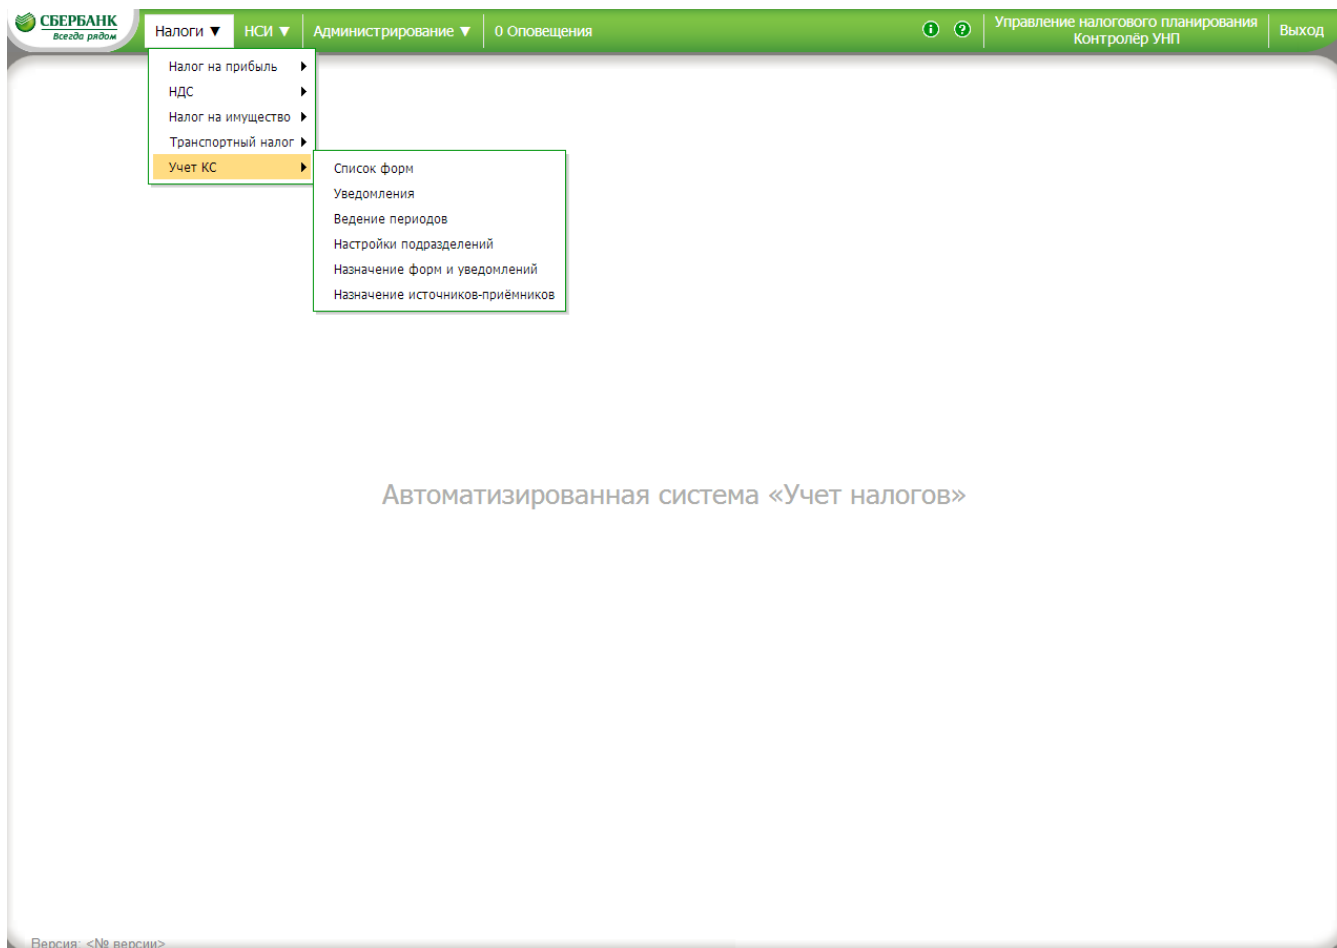 СБЕРБАНК
Всегда рядом
Налоги ▼ НСИ ▼ Администрирование ▼ 0 Оповещения
Управление налогового планирования
Контролёр УНП
Выход
Налог на прибыль
НДС
Налог на имущество
Транспортный налог
Учет КС
Список форм
Уведомления
Ведение периодов
Настройки подразделений
Назначение форм и уведомлений
Назначение источников-приёмников
Автоматизированная система «Учет налогов»
Версия: <№ версии>